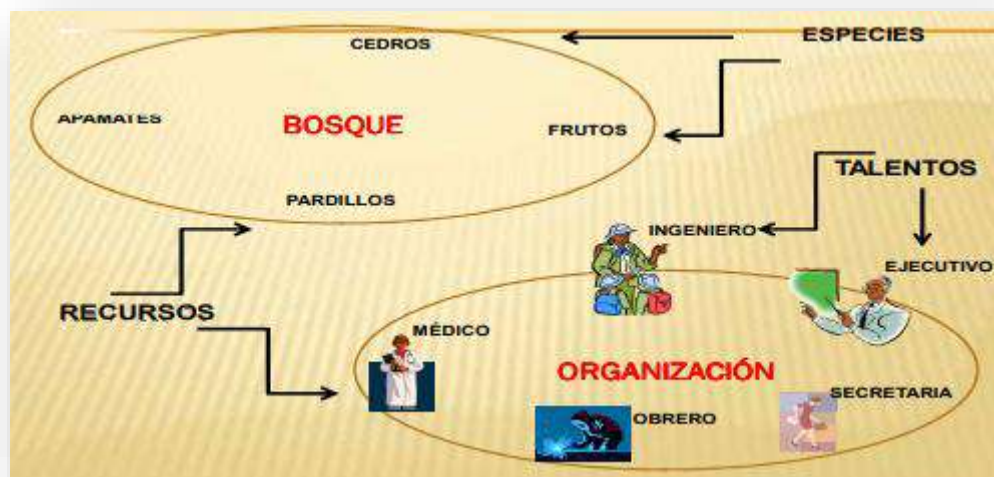 CEDROS
ESPECIES
APAMATES
BOSQUE
FRUTOS
TALENTOS
PARDILLOS
INGENIERO
EJECUTIVO
RECURSOS
MÉDICO
ORGANIZACIÓN
SECRETARIA
OBRERO